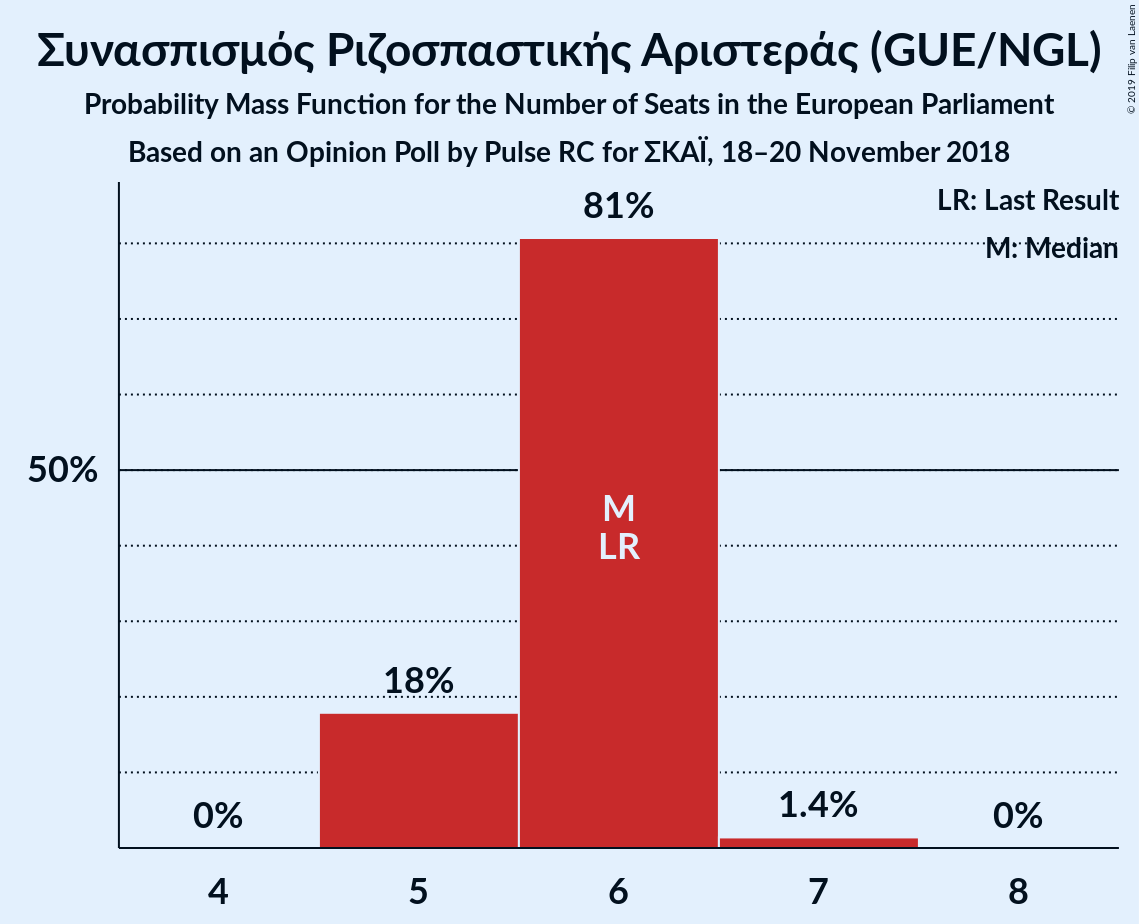 Συνασπισμός Ριζοσπαστικής Αριστεράς (GUE/NGL)
Probability Mass Function for the Number of Seats in the European Parliament
Based on an Opinion Poll by Pulse RC for ΣΚΑΪ, 18–20 November 2018
© 2019 Filip van Laenen
LR: Last Result
M: Median
81%
50%
M
LR
18%
1.4%
0%
0%
4
5
6
7
8